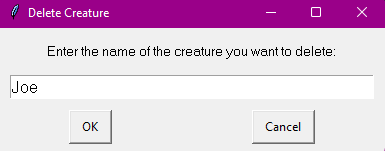 Delete Creature
Enter the name of the creature you want to delete:
Joe
OK
Cancel